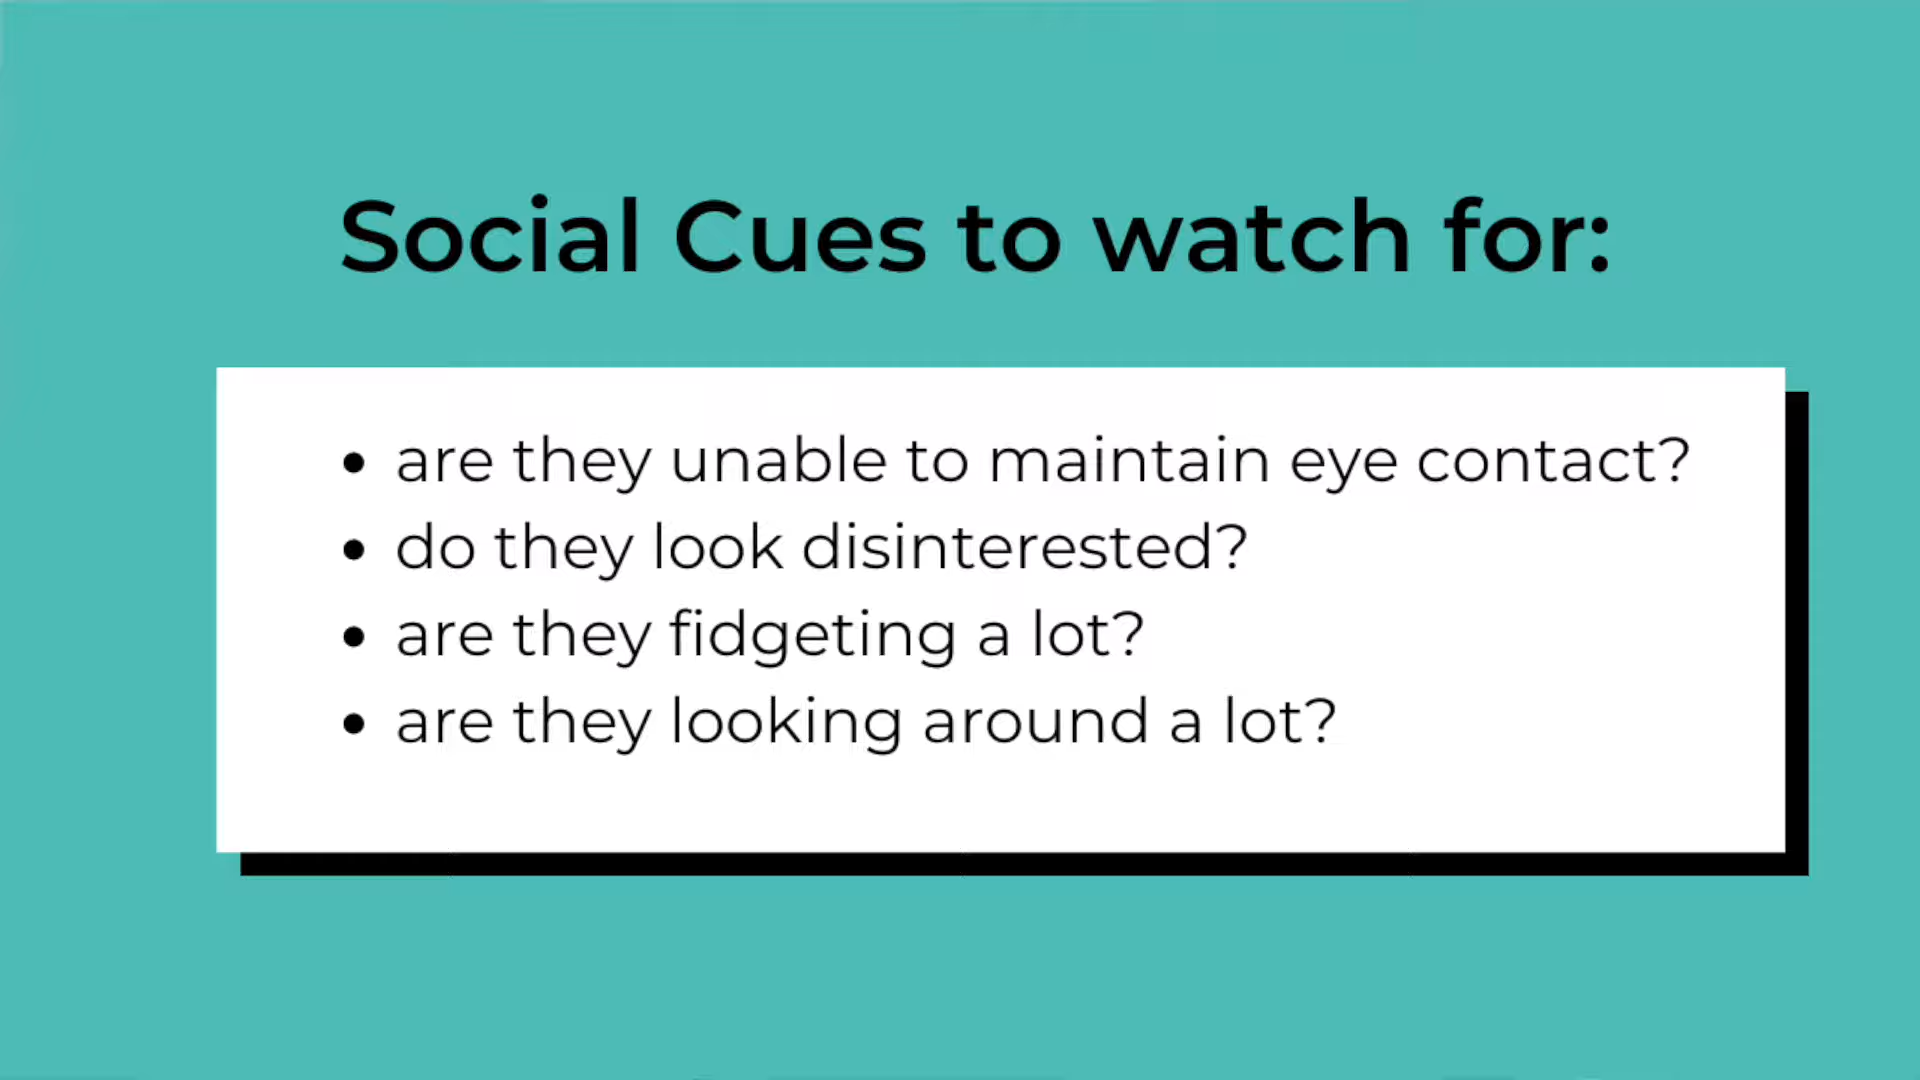 Social Cues to watch for:
• are they unable to maintain eye contact?
• do they look disinterested?
• are they fidgeting a lot?
• are they looking around a lot?